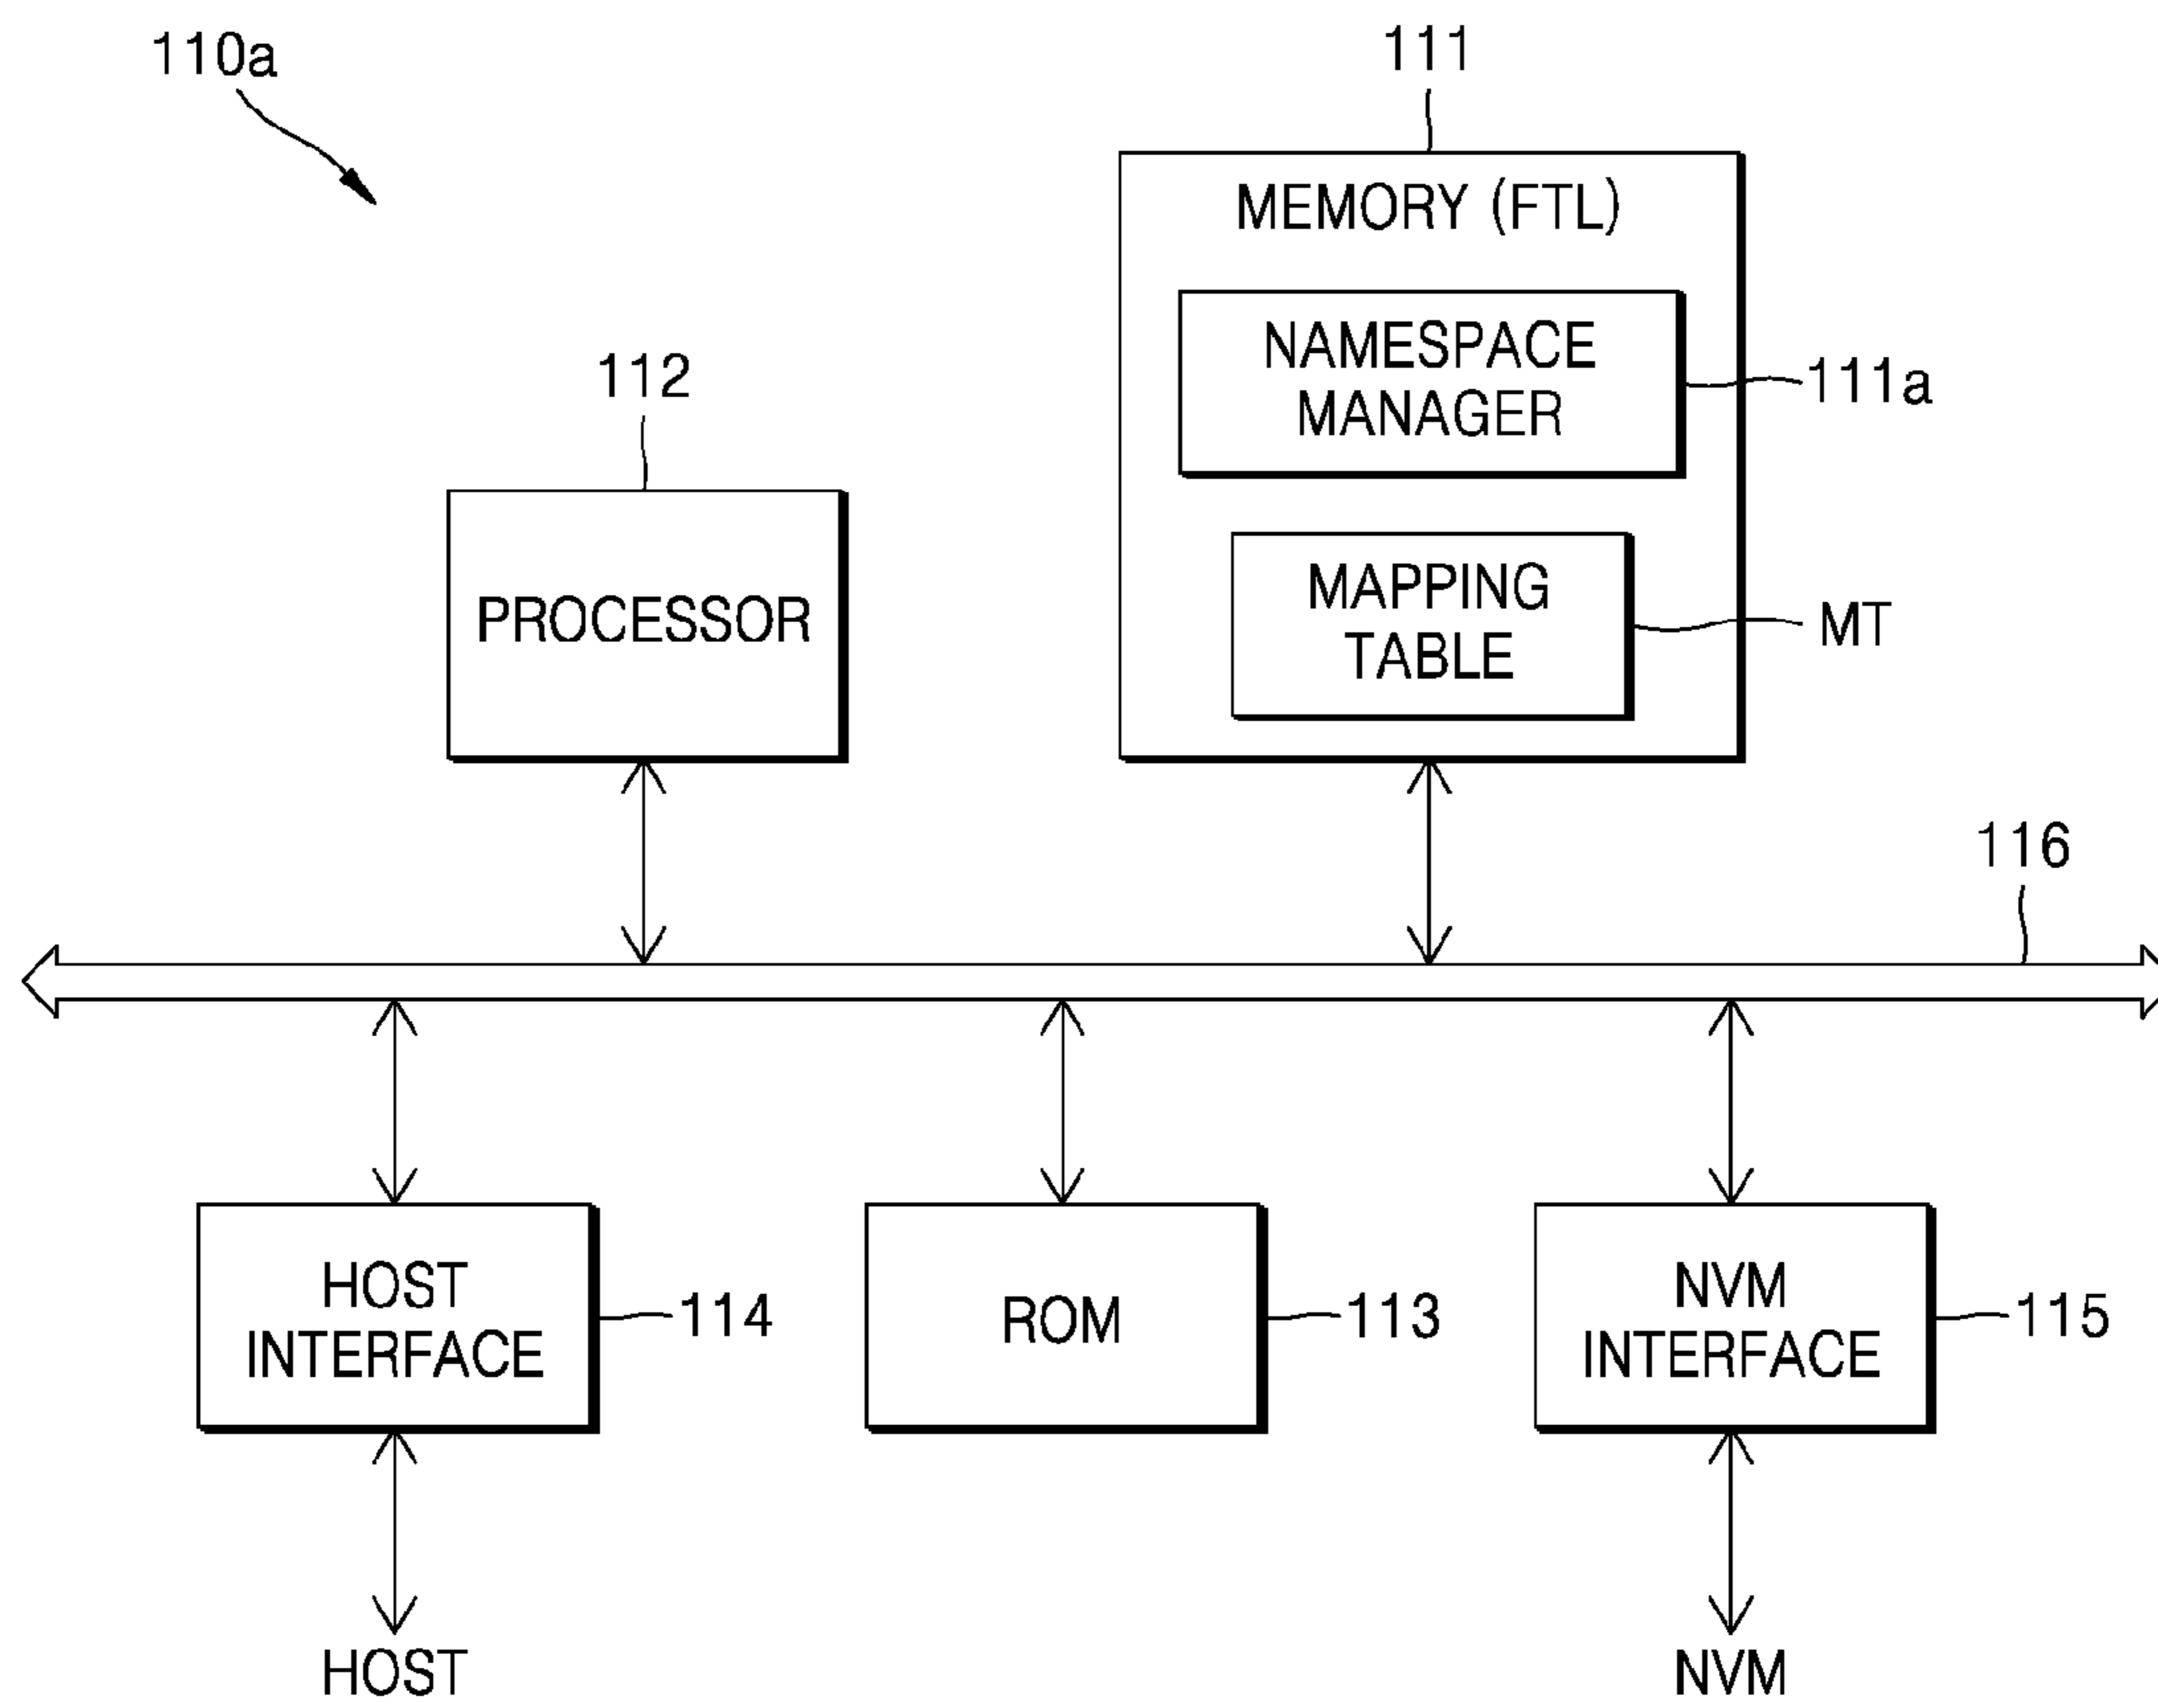 110a
111
MEMORY (FTL)
NAMESPACE
MANAGER
111a
112
PROCESSOR
MAPPING
TABLE
MT
116
HOST
INTERFACE
114
ROM
113
NVM
INTERFACE
115
HOST
NVM